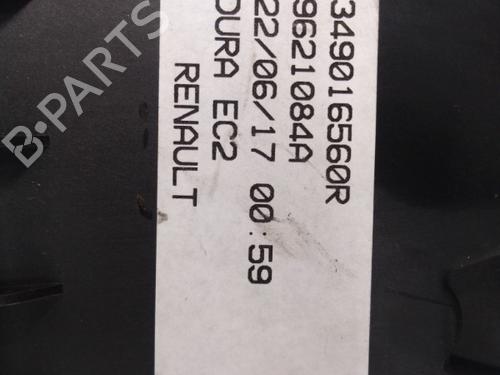 349016560R
9621084A
22/06/17 00:59
DURA EC2
RENAULT
B-PARTS